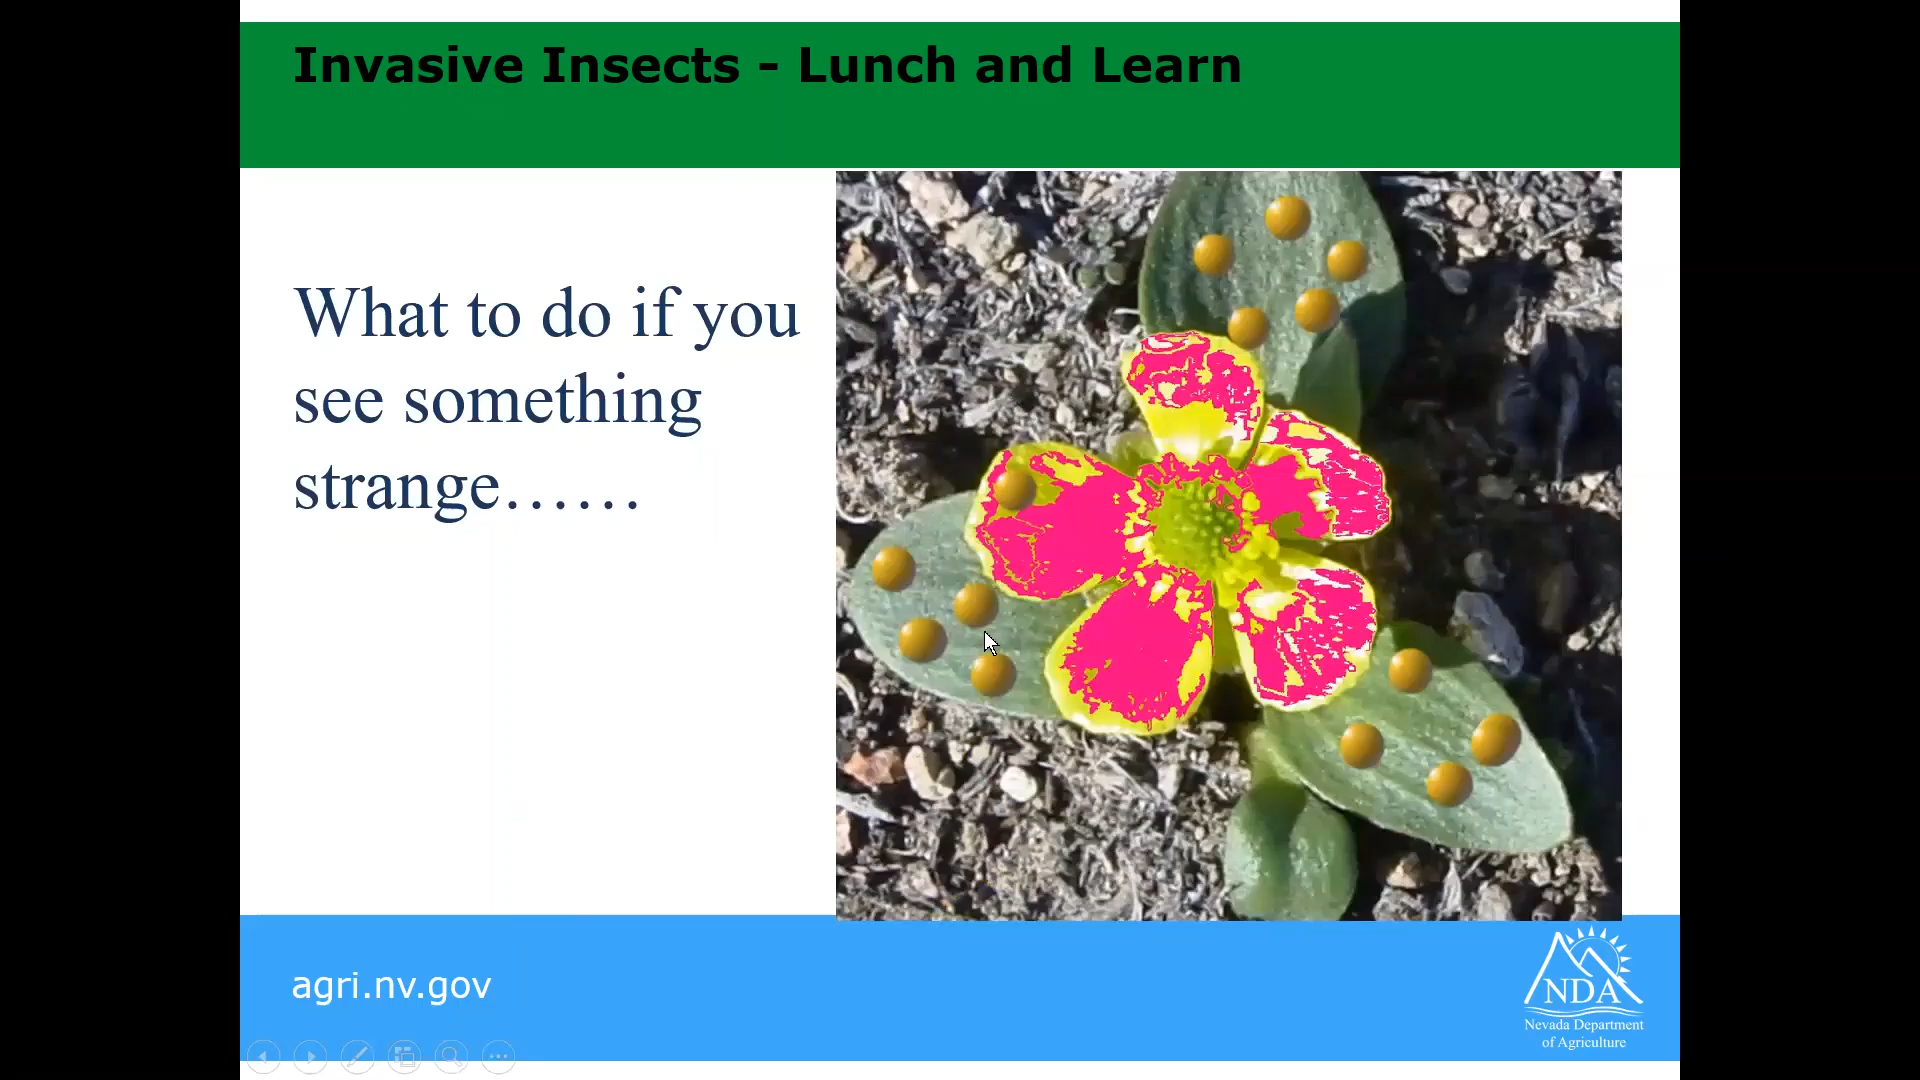 Invasive Insects - Lunch and Learn
What to do if you
see something
strange……
agri.nv.gov
NDA
Nevada Department
of Agriculture